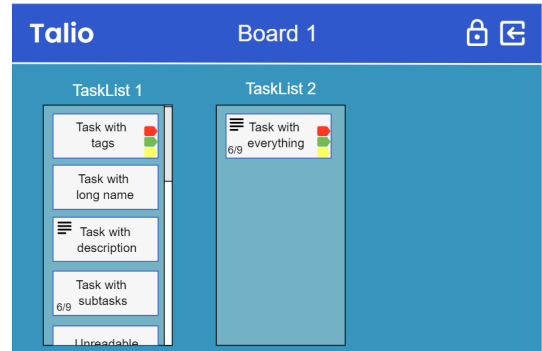 Talio
Board 1
TaskList 1
Task with
tags
Task with
long name
Task with
description
Task with
6/9 subtasks
Unreadable
TaskList 2
Task with
6/9 everything